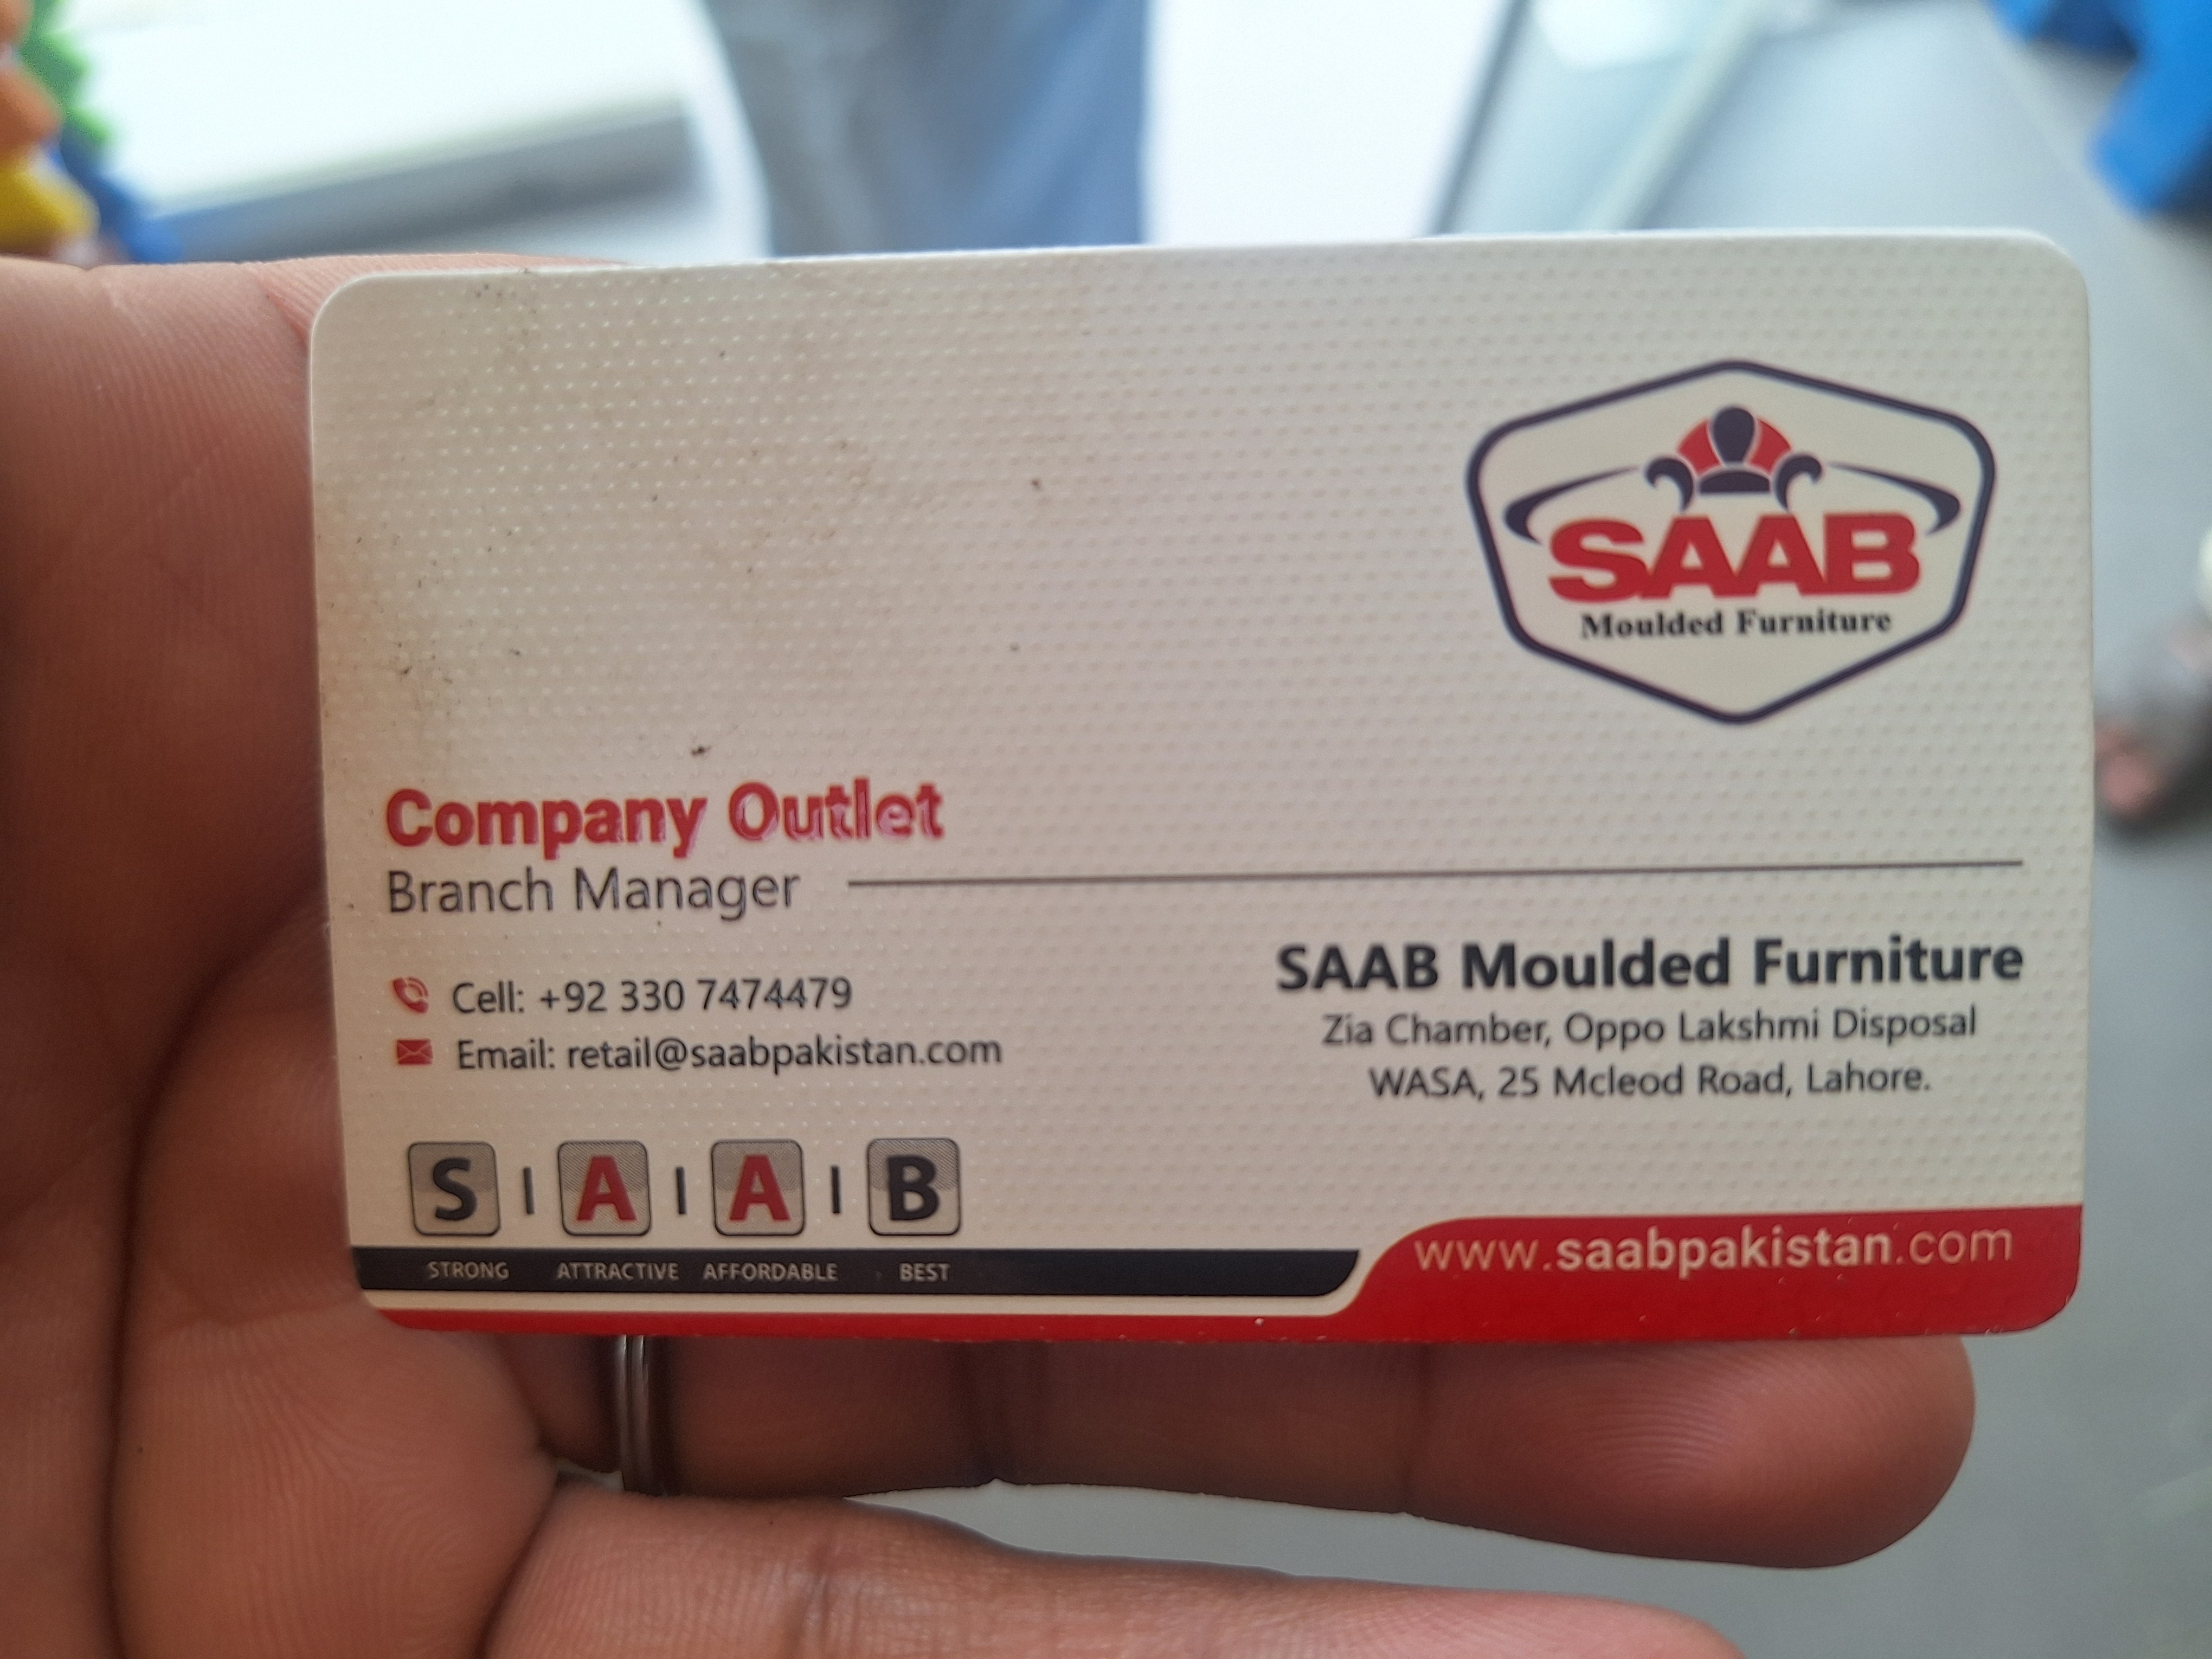 SAAB
Moulded Furniture
Company Outlet
Branch Manager
Cell: +92 330 7474479
Email: retail@saabpakistan.com
SAAB Moulded Furniture
Zia Chamber, Oppo Lakshmi Disposal
WASA, 25 Mcleod Road, Lahore.
S | A | A | B
STRONG ATTRACTIVE AFFORDABLE BEST
www.saabpakistan.com